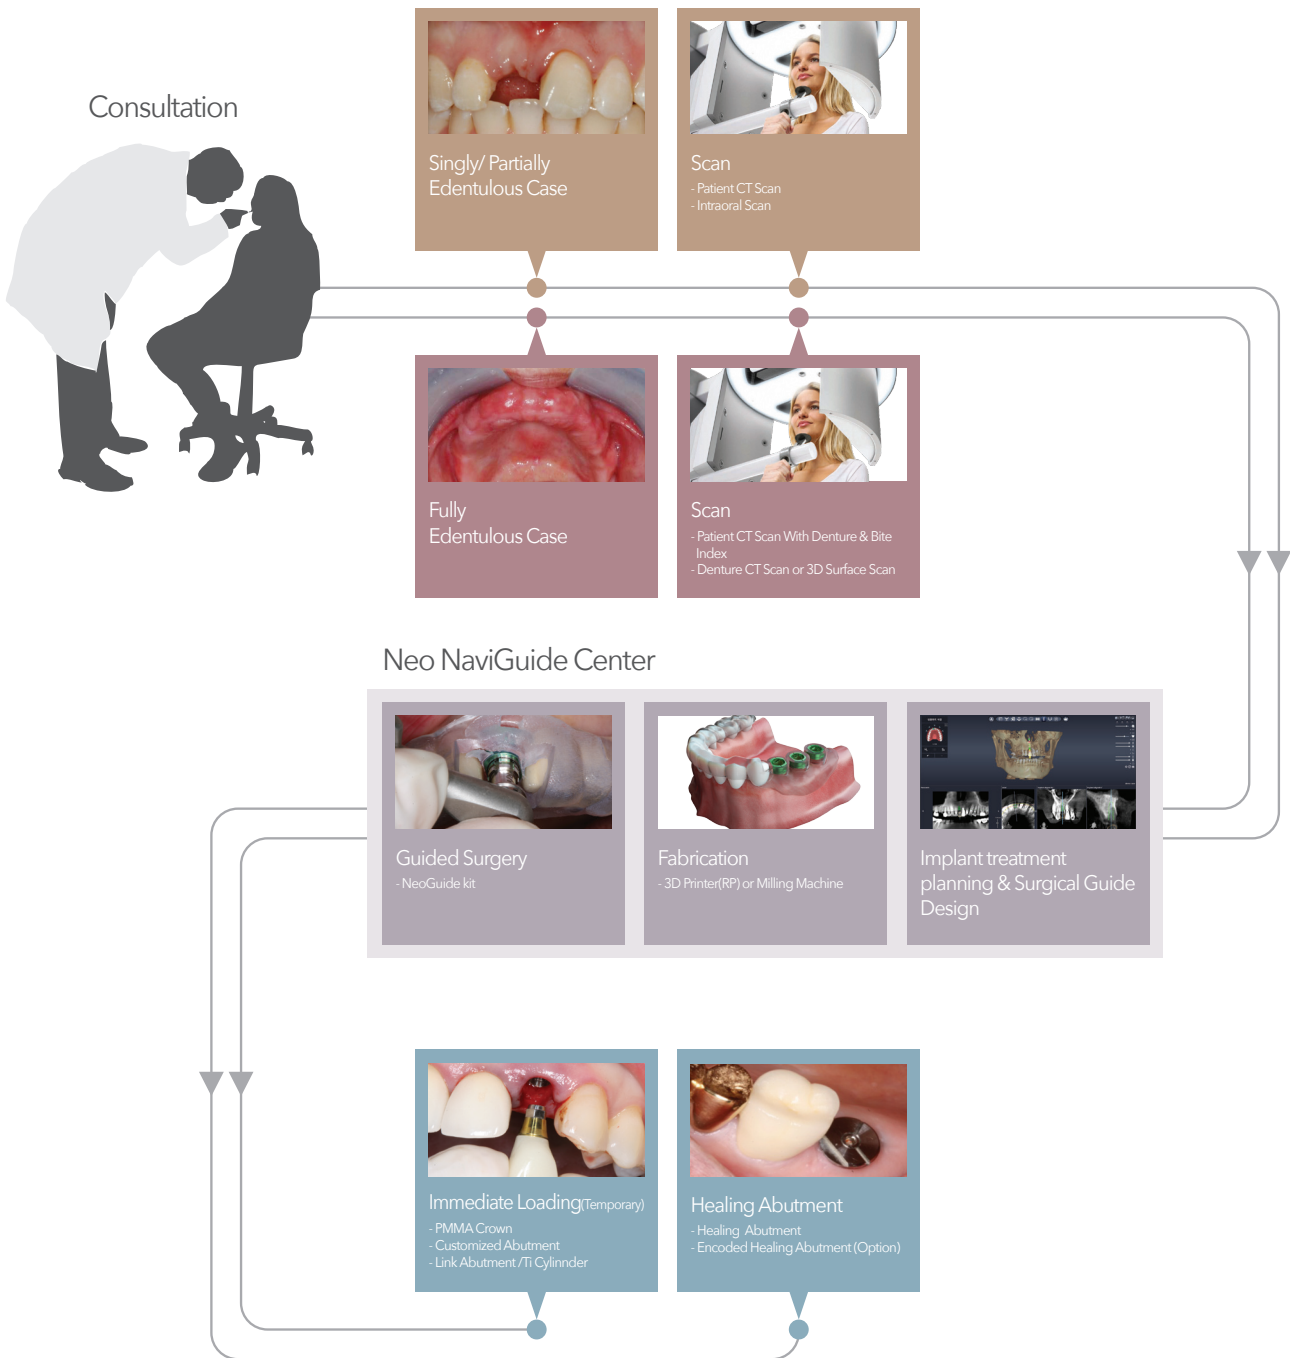 Consultation
Singly/ Partially
Edentulous Case
Scan
- Patient CT Scan
- Intraoral Scan
Fully
Edentulous Case
Scan
- Patient CT Scan With Denture & Bite
Index
- Denture CT Scan or 3D Surface Scan
Neo NaviGuide Center
Guided Surgery
- NeoGuide kit
Fabrication
- 3D Printer(RP) or Milling Machine
Implant treatment
planning & Surgical Guide
Design
Immediate Loading(Temporary)
- PMMA Crown
- Customized Abutment
- Link Abutment /Ti Cylinnder
Healing Abutment
- Healing Abutment
- Encoded Healing Abutment (Option)